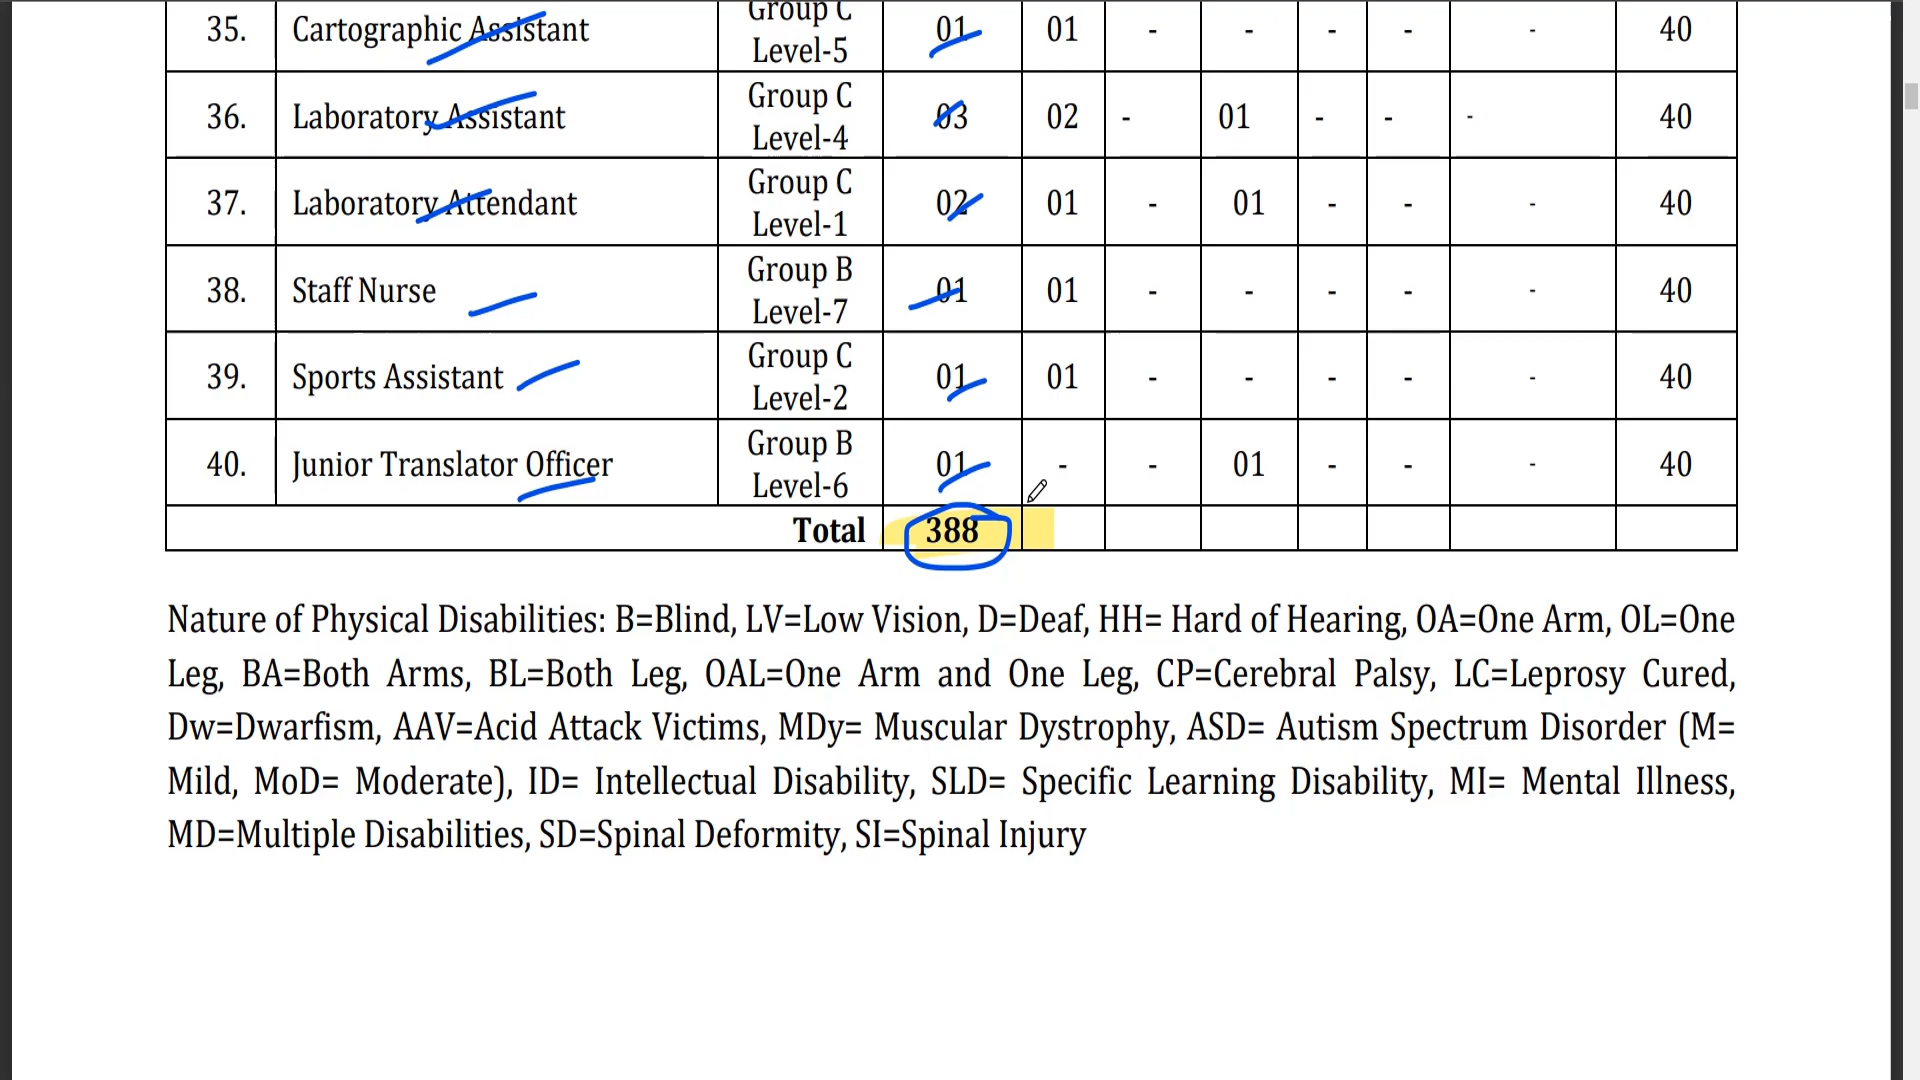 35. Cartographic Assistant Group C Level-5 01 01 - - - - - 40
36. Laboratory Assistant Group C Level-4 03 02 - 01 - - - 40
37. Laboratory Attendant Group C Level-1 02 01 - 01 - - - 40
38. Staff Nurse Group B Level-7 01 01 - - - - - 40
39. Sports Assistant Group C Level-2 01 01 - - - - - 40
40. Junior Translator Officer Group B Level-6 01 - - 01 - - - 40
Total 388
Nature of Physical Disabilities: B=Blind, LV=Low Vision, D=Deaf, HH= Hard of Hearing, OA=One Arm, OL=One
Leg, BA=Both Arms, BL=Both Leg, OAL=One Arm and One Leg, CP=Cerebral Palsy, LC=Leprosy Cured,
Dw=Dwarfism, AAV=Acid Attack Victims, MDy= Muscular Dystrophy, ASD= Autism Spectrum Disorder (M=
Mild, MoD= Moderate), ID= Intellectual Disability, SLD= Specific Learning Disability, MI= Mental Illness,
MD=Multiple Disabilities, SD=Spinal Deformity, SI=Spinal Injury